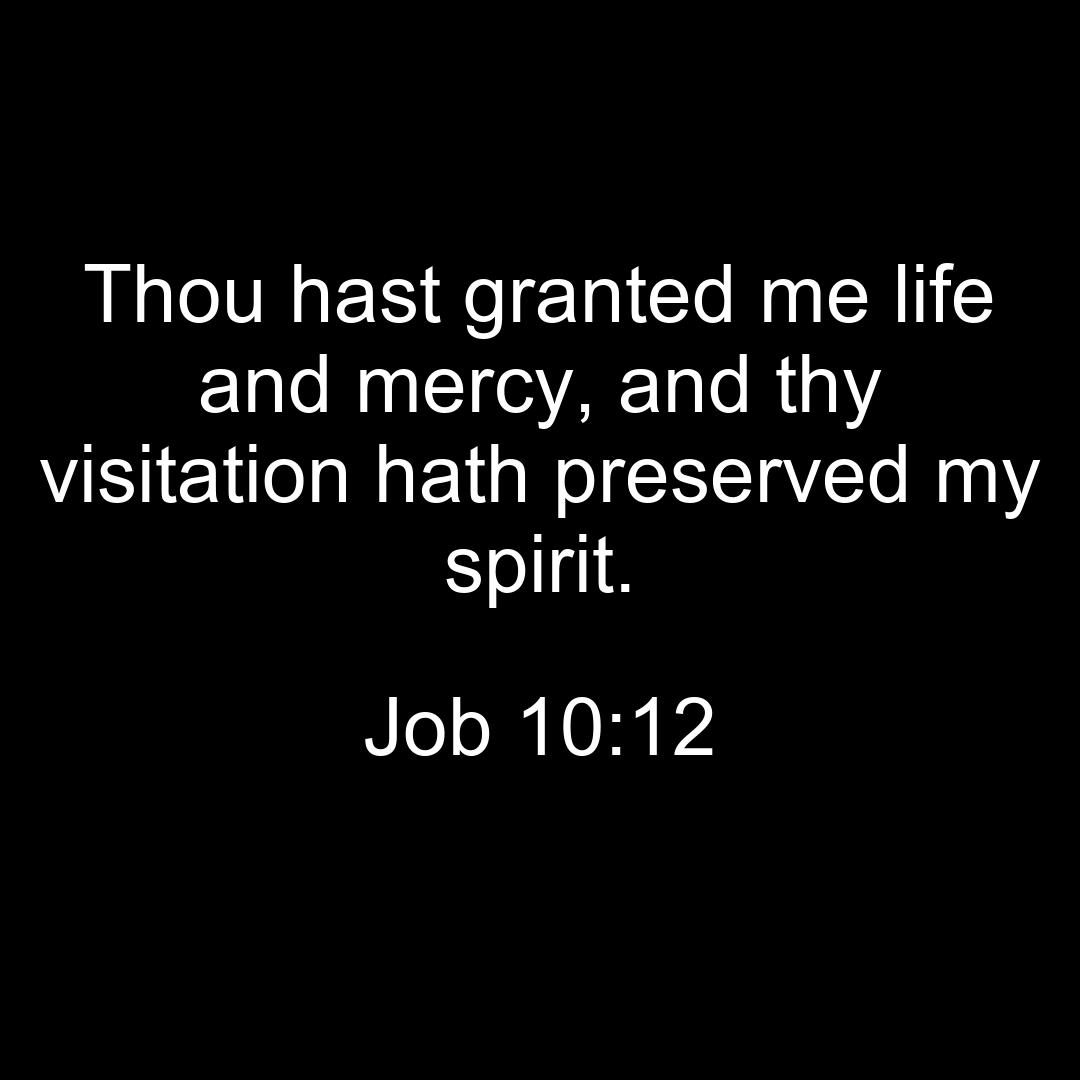 Thou hast granted me life
and mercy, and thy
visitation hath preserved my
spirit.
Job 10:12